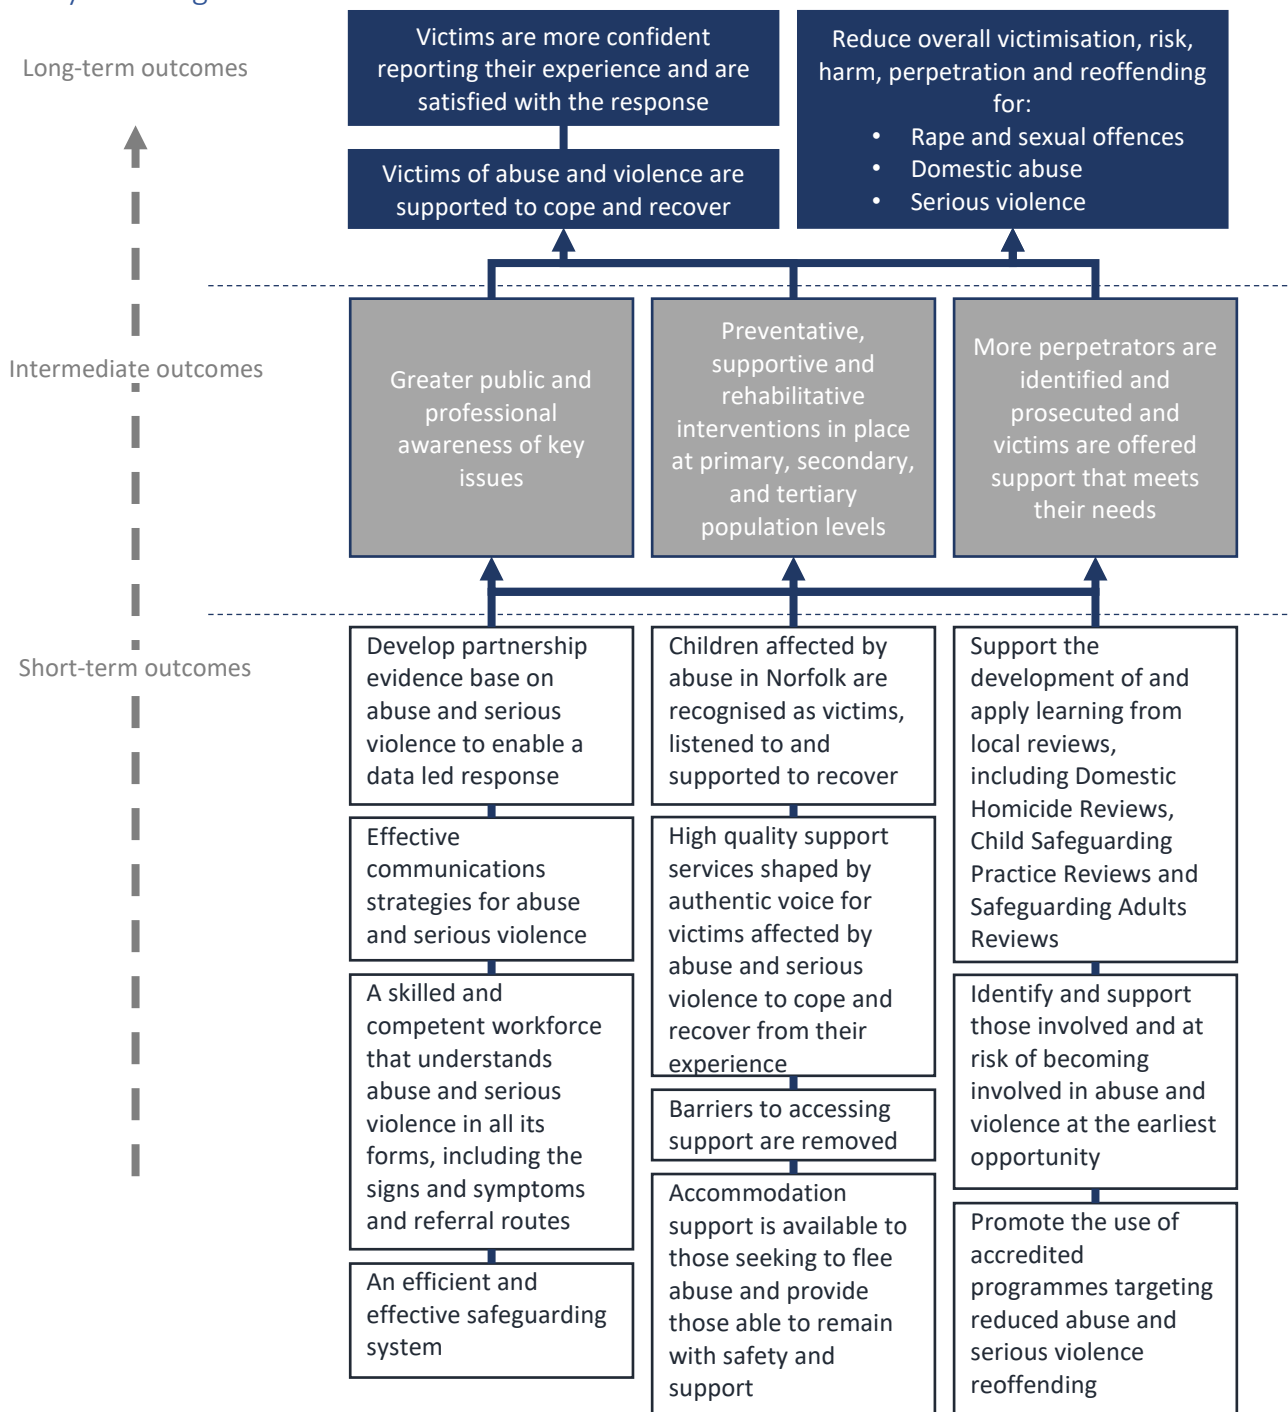 Long-term outcomes
Victims are more confident
reporting their experience and are
satisfied with the response
Victims of abuse and violence are
supported to cope and recover
Reduce overall victimisation, risk,
harm, perpetration and reoffending
for:
• Rape and sexual offences
• Domestic abuse
• Serious violence
Intermediate outcomes
Greater public and
professional
awareness of key
issues
Preventative,
supportive and
rehabilitative
interventions in place
at primary, secondary,
and tertiary
population levels
More perpetrators are
identified and
prosecuted and
victims are offered
support that meets
their needs
Short-term outcomes
Develop partnership
evidence base on
abuse and serious
violence to enable a
data led response
Effective
communications
strategies for abuse
and serious violence
A skilled and
competent workforce
that understands
abuse and serious
violence in all its
forms, including the
signs and symptoms
and referral routes
An efficient and
effective safeguarding
system
Children affected by
abuse in Norfolk are
recognised as victims,
listened to and
supported to recover
High quality support
services shaped by
authentic voice for
victims affected by
abuse and serious
violence to cope and
recover from their
experience
Barriers to accessing
support are removed
Accommodation
support is available to
those seeking to flee
abuse and provide
those able to remain
with safety and
support
Support the
development of and
apply learning from
local reviews,
including Domestic
Homicide Reviews,
Child Safeguarding
Practice Reviews and
Safeguarding Adults
Reviews
Identify and support
those involved and at
risk of becoming
involved in abuse and
violence at the earliest
opportunity
Promote the use of
accredited
programmes targeting
reduced abuse and
serious violence
reoffending